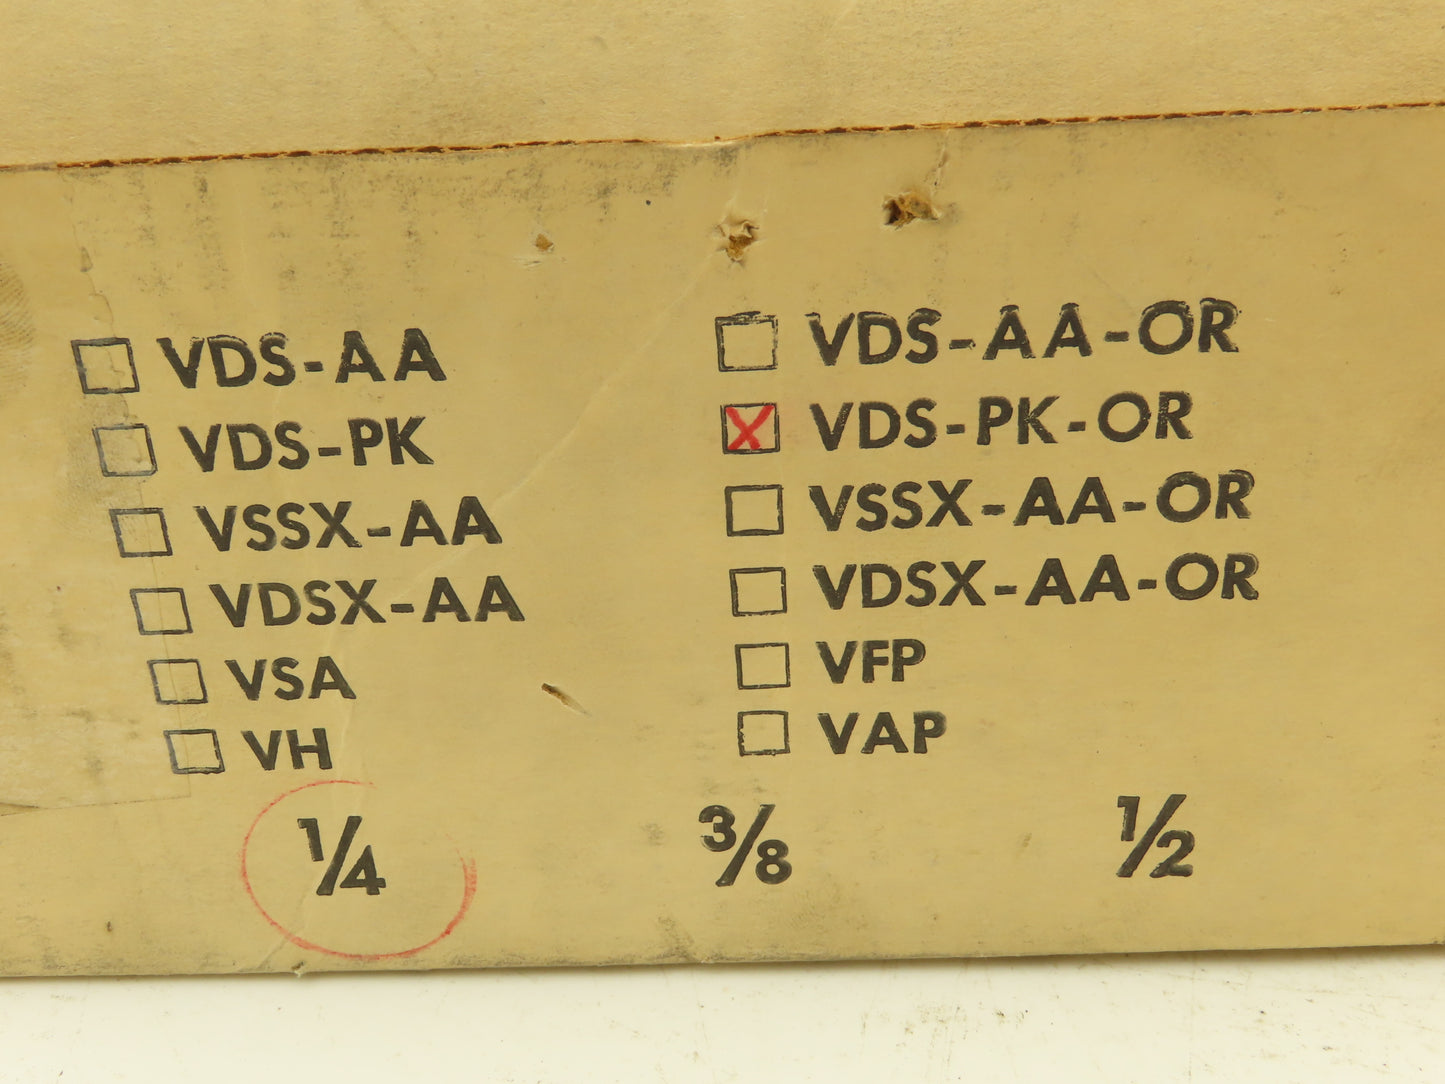 VDS-AA
VDS-PK
VSSX-AA
VDSX-AA
VSA
VH
VDS-AA-OR
X VDS-PK-OR
VSSX-AA-OR
VDSX-AA-OR
VFP
VAP
1/4 3/8 1/2